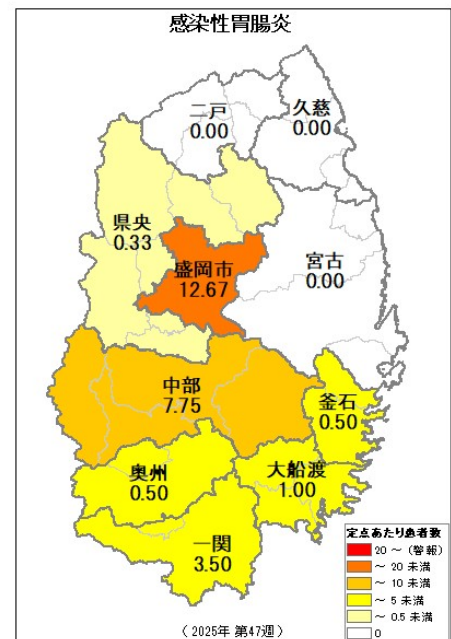 感染性胃腸炎
二戸
0.00
久慈
0.00
県央
0.33
盛岡市
12.67
宮古
0.00
中部
7.75
釜石
0.50
奥州
0.50
大船渡
1.00
一関
3.50
定点あたり患者数
20 ~ (警報)
~ 20 未満
~ 10 未満
~ 5 未満
~ 0.5 未満
0
( 2025年 第47週 )